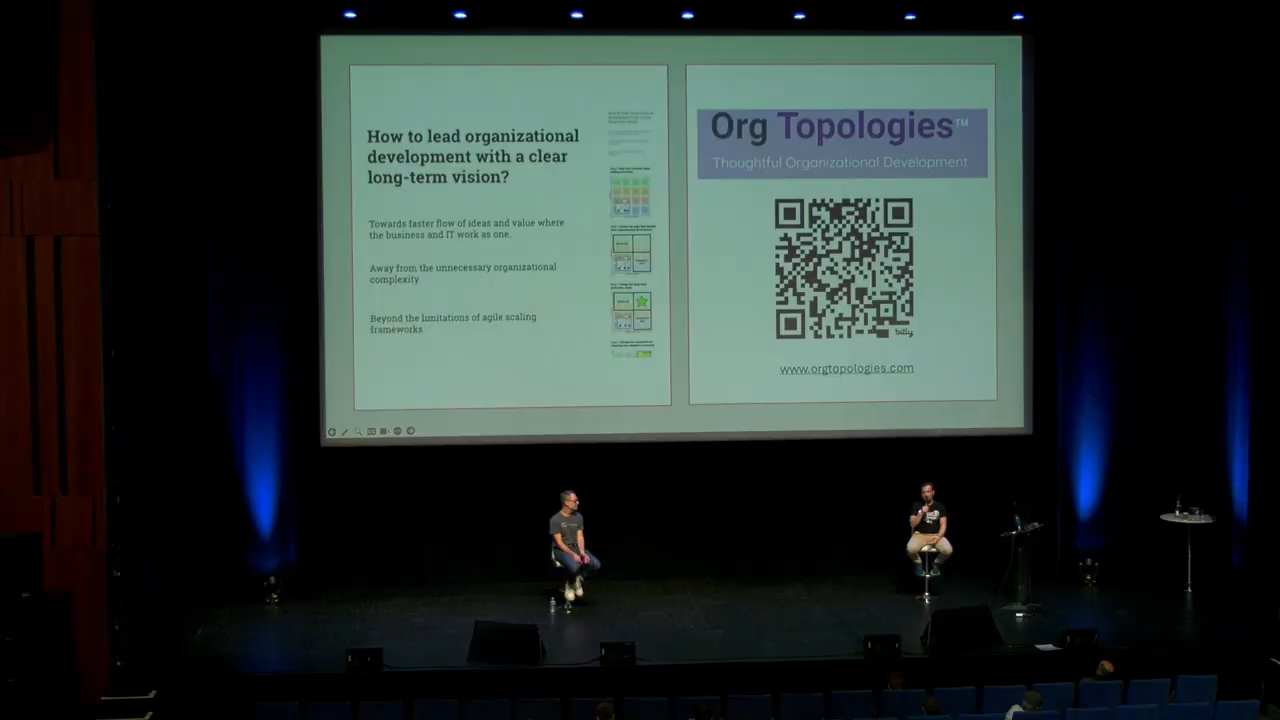 How to lead organizational
development with a clear
long-term vision?
Towards faster flow of ideas and value where
the business and IT work as one.
Away from the unnecessary organizational
complexity
Beyond the limitations of agile scaling
frameworks
Org Topologies™
Thoughtful Organizational Development
bitly
www.orgtopologies.com